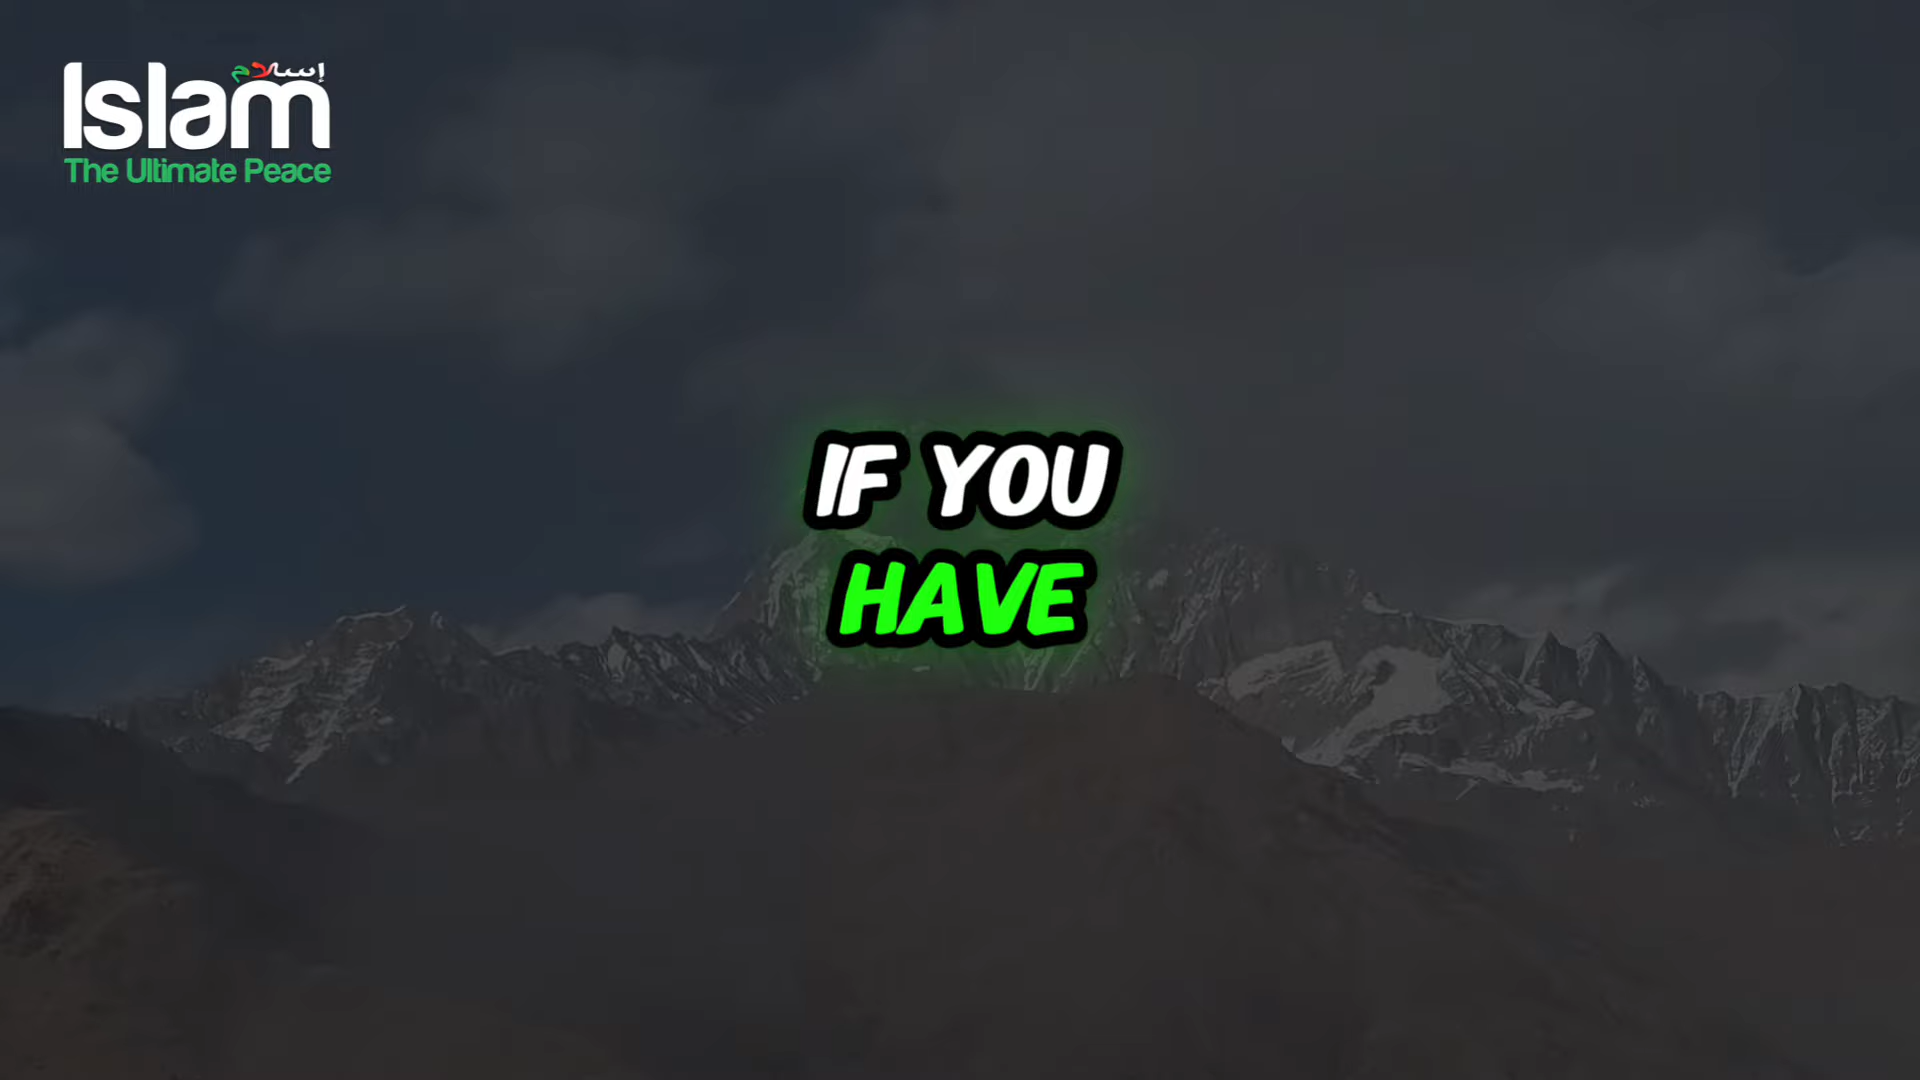 إسلام
Islam
The Ultimate Peace
IF YOU
HAVE